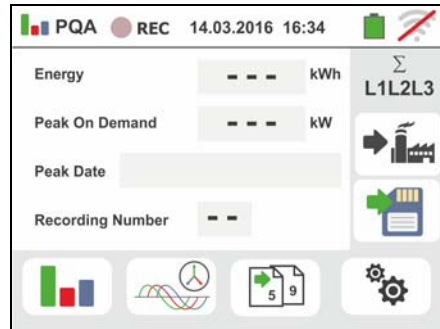 PQA REC 14.03.2016 16:34
Energy --- kWh
Σ
L1L2L3
Peak On Demand --- kW
Peak Date
Recording Number --
5 9